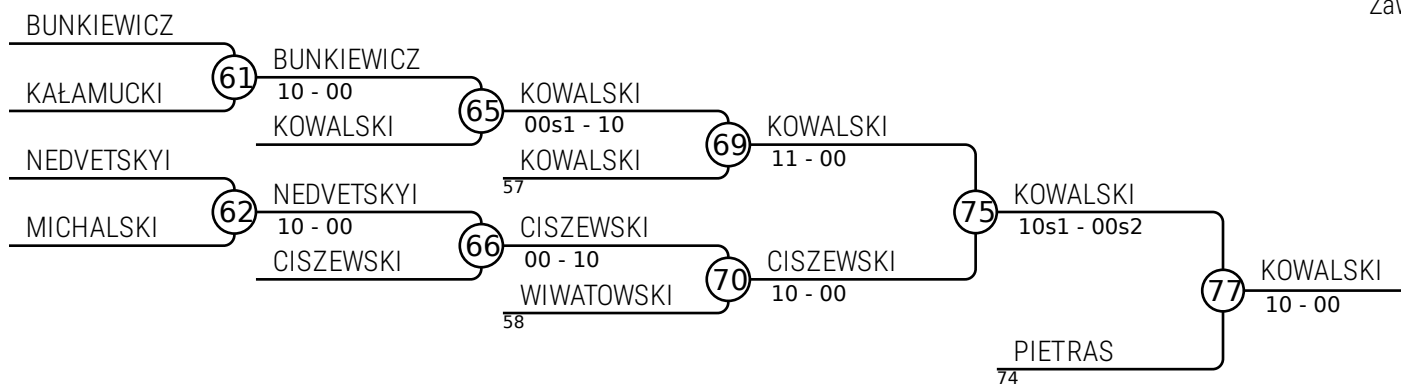 Zav
BUNKIEWICZ
61
BUNKIEWICZ
10 - 00
KAŁAMUCKI
65
KOWALSKI
00s1 - 10
KOWALSKI
69
KOWALSKI
11 - 00
NEDVETSKYI
KOWALSKI
57
62
NEDVETSKYI
10 - 00
75
KOWALSKI
10s1 - 00s2
MICHALSKI
66
CISZEWSKI
00 - 10
CISZEWSKI
70
CISZEWSKI
10 - 00
WIWATOWSKI
58
77
KOWALSKI
10 - 00
PIETRAS
74